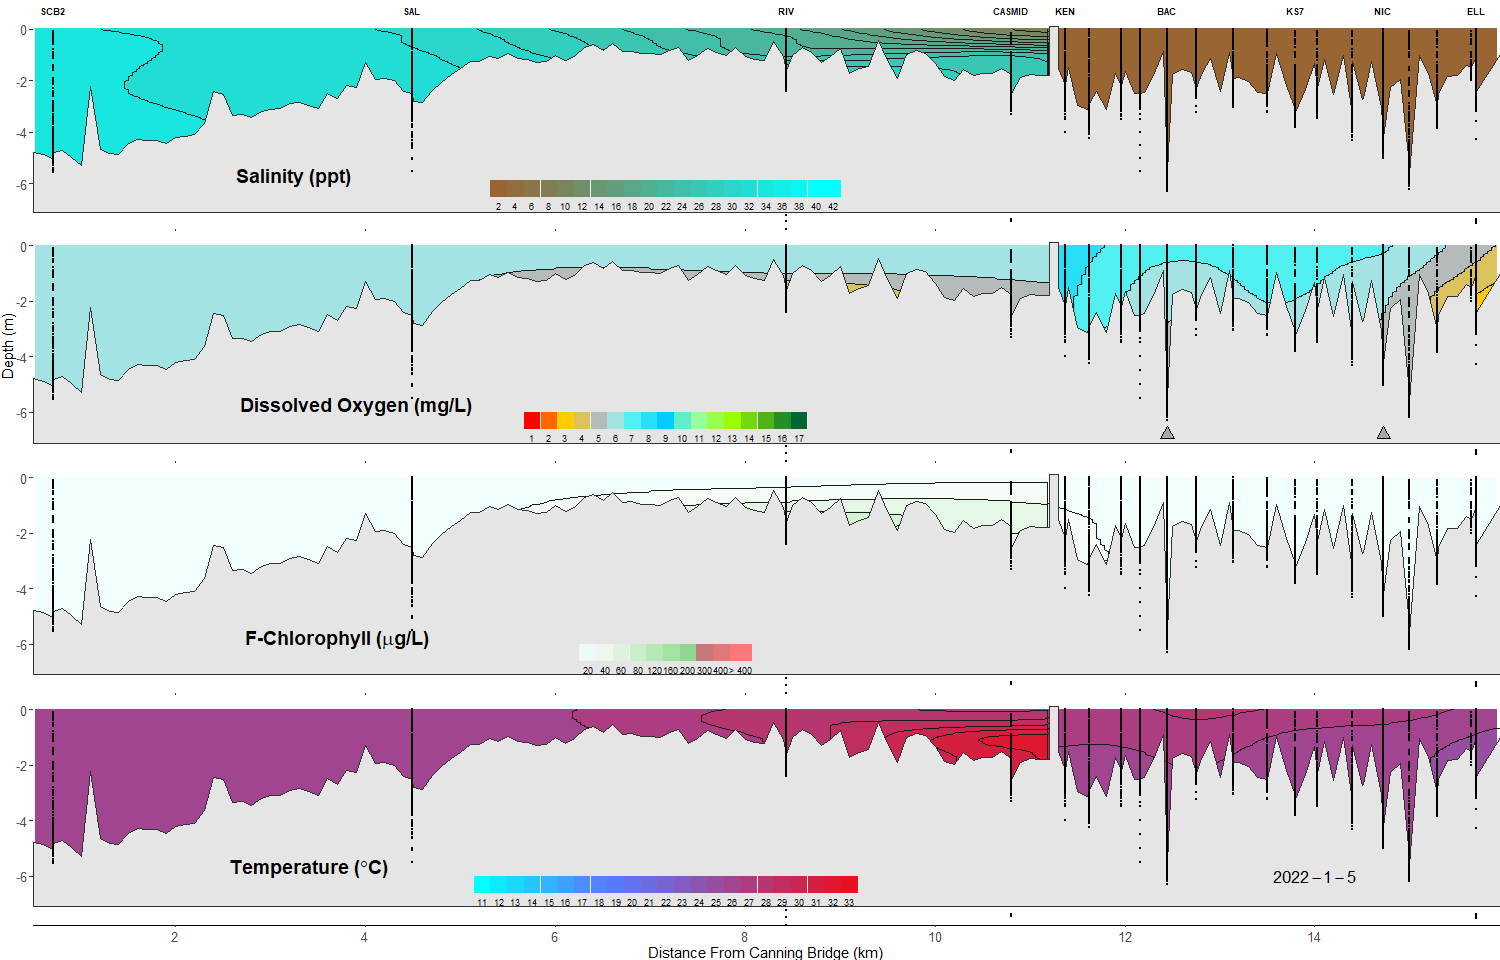 SCB2 SAL RIV CASMID KEN BAC KS7 NIC ELL
0
-2
-4
-6
Salinity (ppt)
2 4 6 8 10 12 14 16 18 20 22 24 26 28 30 32 34 36 38 40 42
0
-2
-4
-6
Depth (m)
Dissolved Oxygen (mg/L)
1 2 3 4 5 6 7 8 9 10 11 12 13 14 15 16 17
0
-2
-4
-6
F-Chlorophyll (μg/L)
20 40 60 80 120 160 200 300 400 > 400
0
-2
-4
-6
Temperature (°C)
11 12 13 14 15 16 17 18 19 20 21 22 23 24 25 26 27 28 29 30 31 32 33
2022 – 1 – 5
2 4 6 8 10 12 14
Distance From Canning Bridge (km)